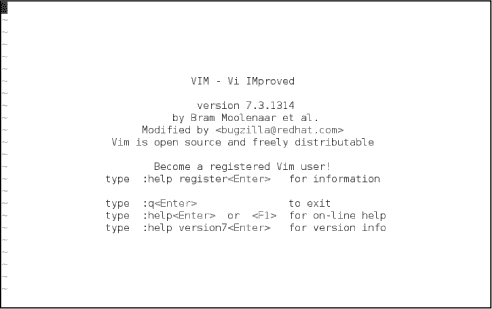 ~
~
~
~
~
~
VIM - Vi IMproved
~
version 7.3.1314
by Bram Moolenaar et al.
Modified by <bugzilla@redhat.com>
Vim is open source and freely distributable
~
Become a registered Vim user!
type :help register<Enter> for information
~
type :q<Enter> to exit
type :help<Enter> or <F1> for on-line help
type :help version7<Enter> for version info
~
~
~
~
~